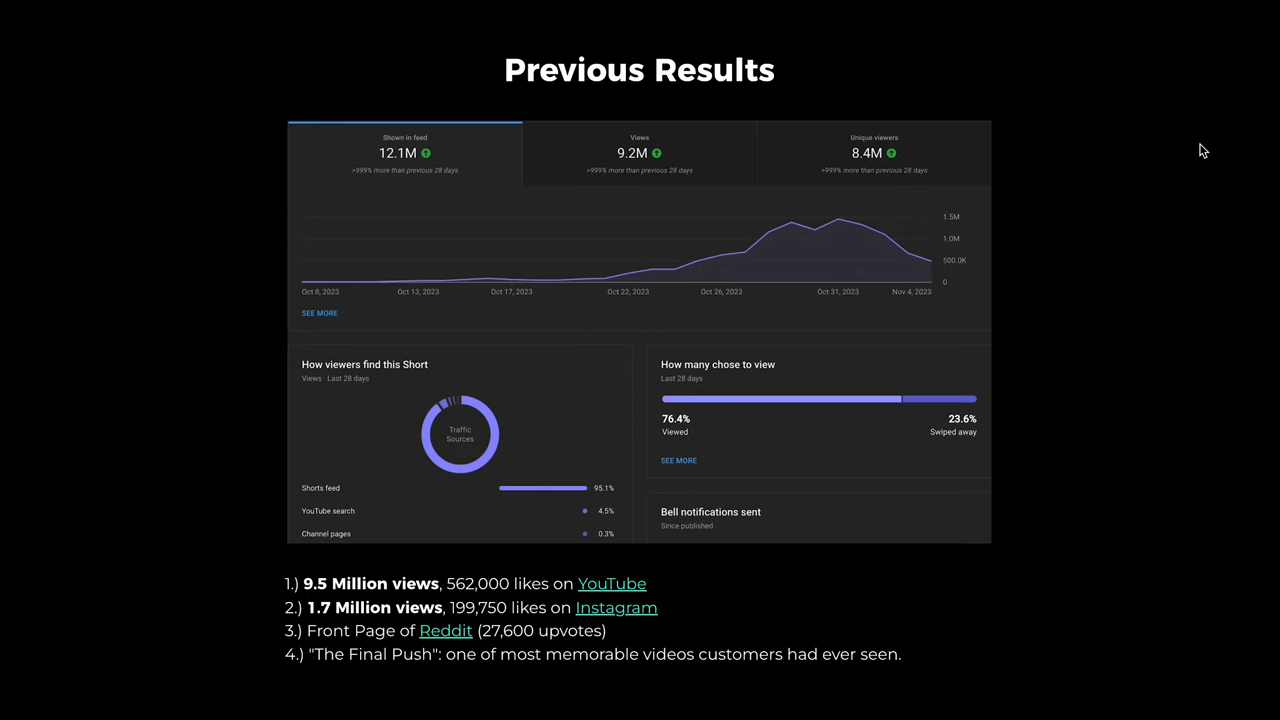 Previous Results
Shown in feed
12.1M
>999% more than previous 28 days
Views
9.2M
>999% more than previous 28 days
Unique viewers
8.4M
>999% more than previous 28 days
1.5M
1.0M
500.0K
0
Oct 8, 2023
Oct 13, 2023
Oct 17, 2023
Oct 22, 2023
Oct 26, 2023
Oct 31, 2023
Nov 4, 2023
SEE MORE
How viewers find this Short
Views · Last 28 days
Traffic
Sources
Shorts feed 95.1%
YouTube search 4.5%
Channel pages 0.3%
How many chose to view
Last 28 days
76.4% 23.6%
Viewed Swiped away
SEE MORE
Bell notifications sent
Since published
1.) 9.5 Million views, 562,000 likes on YouTube
2.) 1.7 Million views, 199,750 likes on Instagram
3.) Front Page of Reddit (27,600 upvotes)
4.) "The Final Push": one of most memorable videos customers had ever seen.